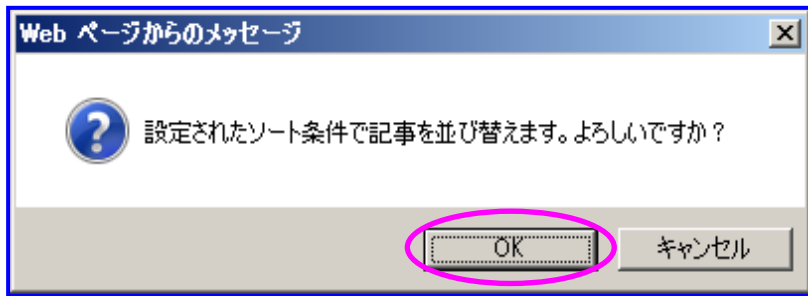 Web ページからのメッセージ
設定されたソート条件で記事を並び替えます。よろしいですか？
OK
キャンセル